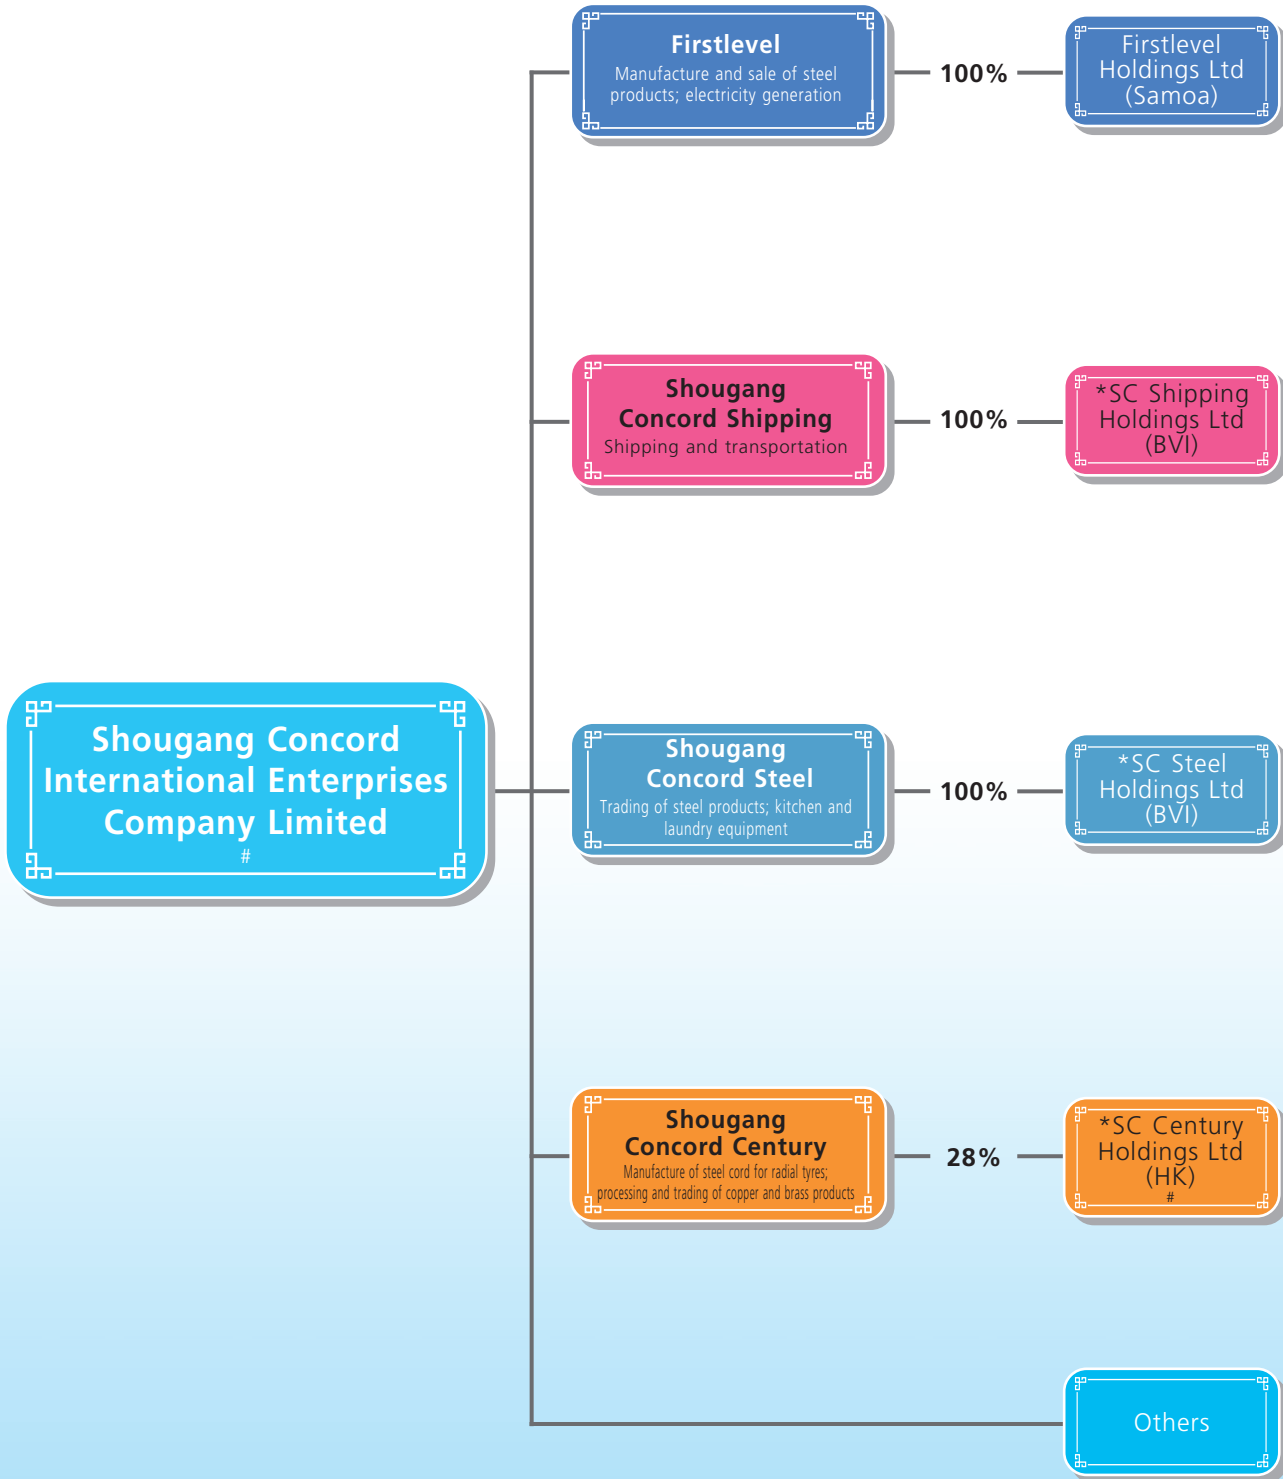 Firstlevel
Manufacture and sale of steel
products; electricity generation
100%
Firstlevel
Holdings Ltd
(Samoa)
Shougang
Concord Shipping
Shipping and transportation
100%
*SC Shipping
Holdings Ltd
(BVI)
Shougang Concord
International Enterprises
Company Limited
#
Shougang
Concord Steel
Trading of steel products; kitchen and
laundry equipment
100%
*SC Steel
Holdings Ltd
(BVI)
Shougang
Concord Century
Manufacture of steel cord for radial tyres;
processing and trading of copper and brass products
28%
*SC Century
Holdings Ltd
(HK)
#
Others